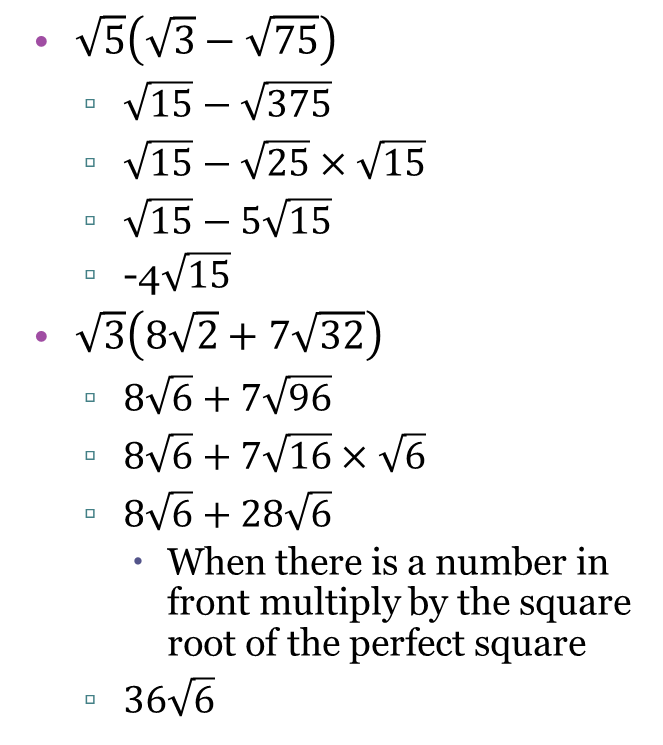 • √5(√3 − √75)
▫ √15 − √375
▫ √15 − √25 × √15
▫ √15 − 5√15
▫ -4√15
• √3(8√2 + 7√32)
▫ 8√6 + 7√96
▫ 8√6 + 7√16 × √6
▫ 8√6 + 28√6
• When there is a number in
front multiply by the square
root of the perfect square
▫ 36√6